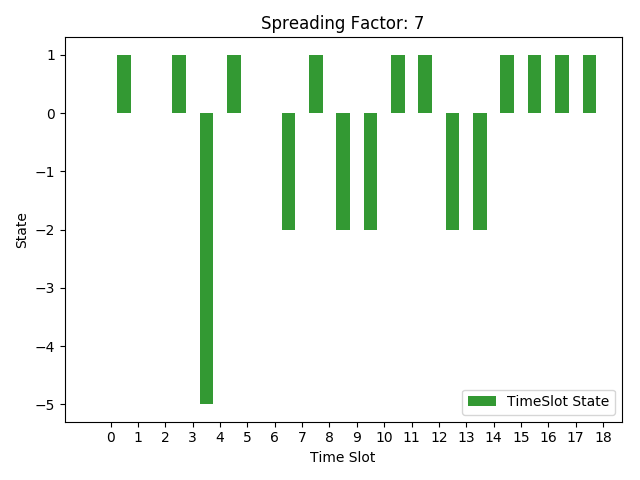 Spreading Factor: 7
1
0
−1
−2
−3
−4
−5
State
TimeSlot State
0 1 2 3 4 5 6 7 8 9 10 11 12 13 14 15 16 17 18
Time Slot